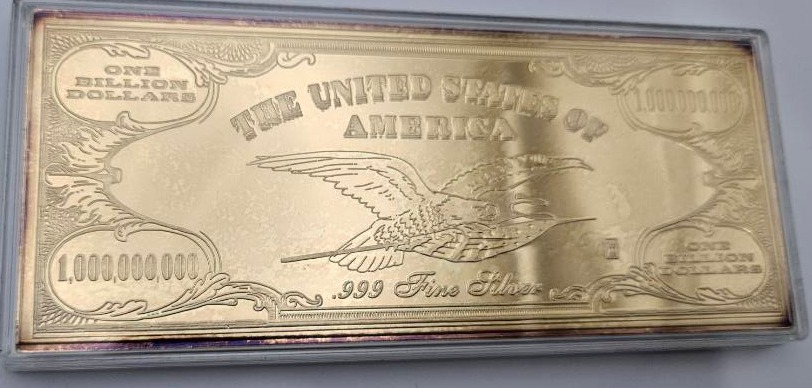 ONE
BILLION
DOLLARS
1,000,000,000
THE UNITED STATES OF
AMERICA
1,000,000,000
ONE
BILLION
DOLLARS
.999 Fine Silver